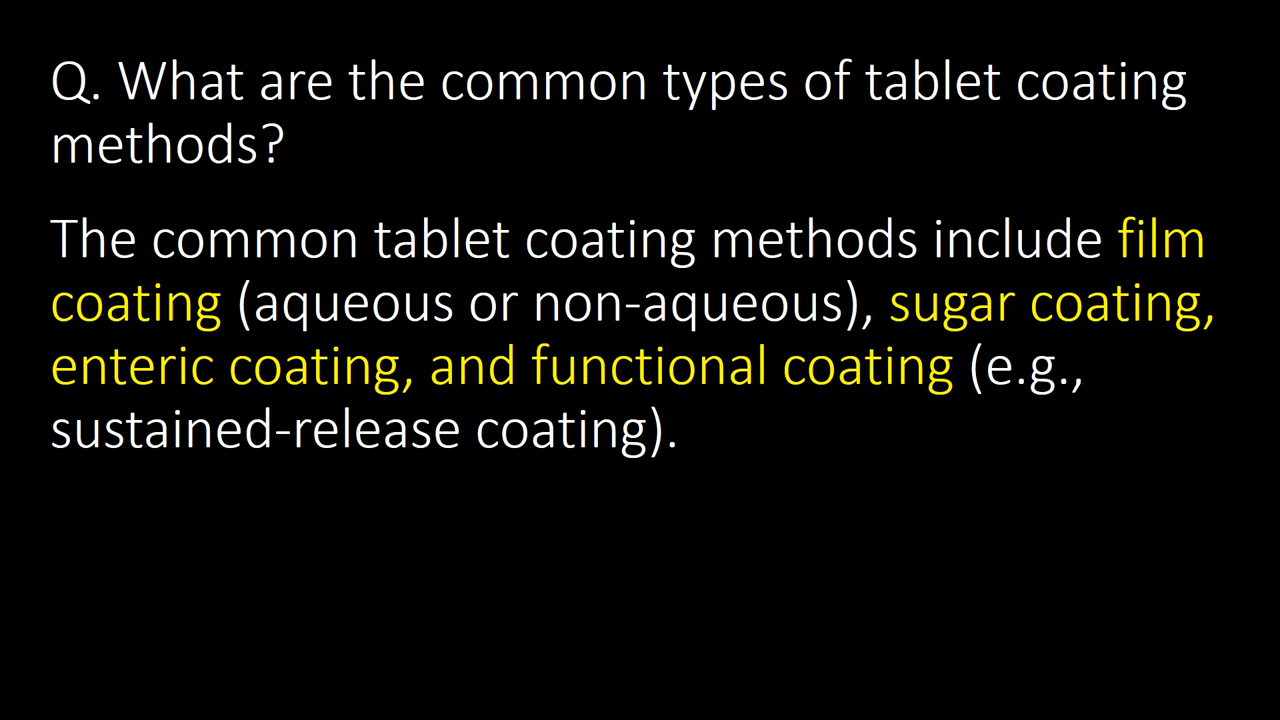 Q. What are the common types of tablet coating
methods?
The common tablet coating methods include film
coating (aqueous or non-aqueous), sugar coating,
enteric coating, and functional coating (e.g.,
sustained-release coating).